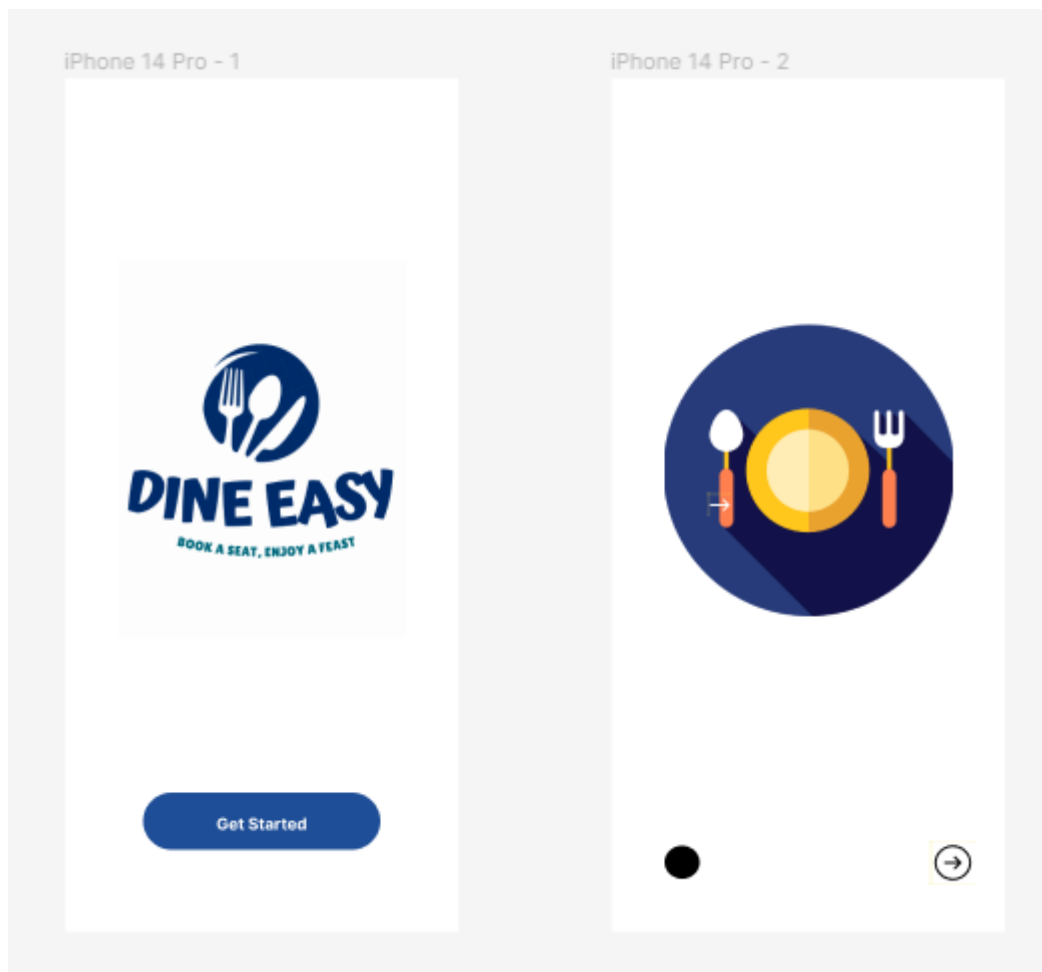 iPhone 14 Pro - 1
DINE EASY
BOOK A SEAT, ENJOY A FEAST
Get Started
iPhone 14 Pro - 2